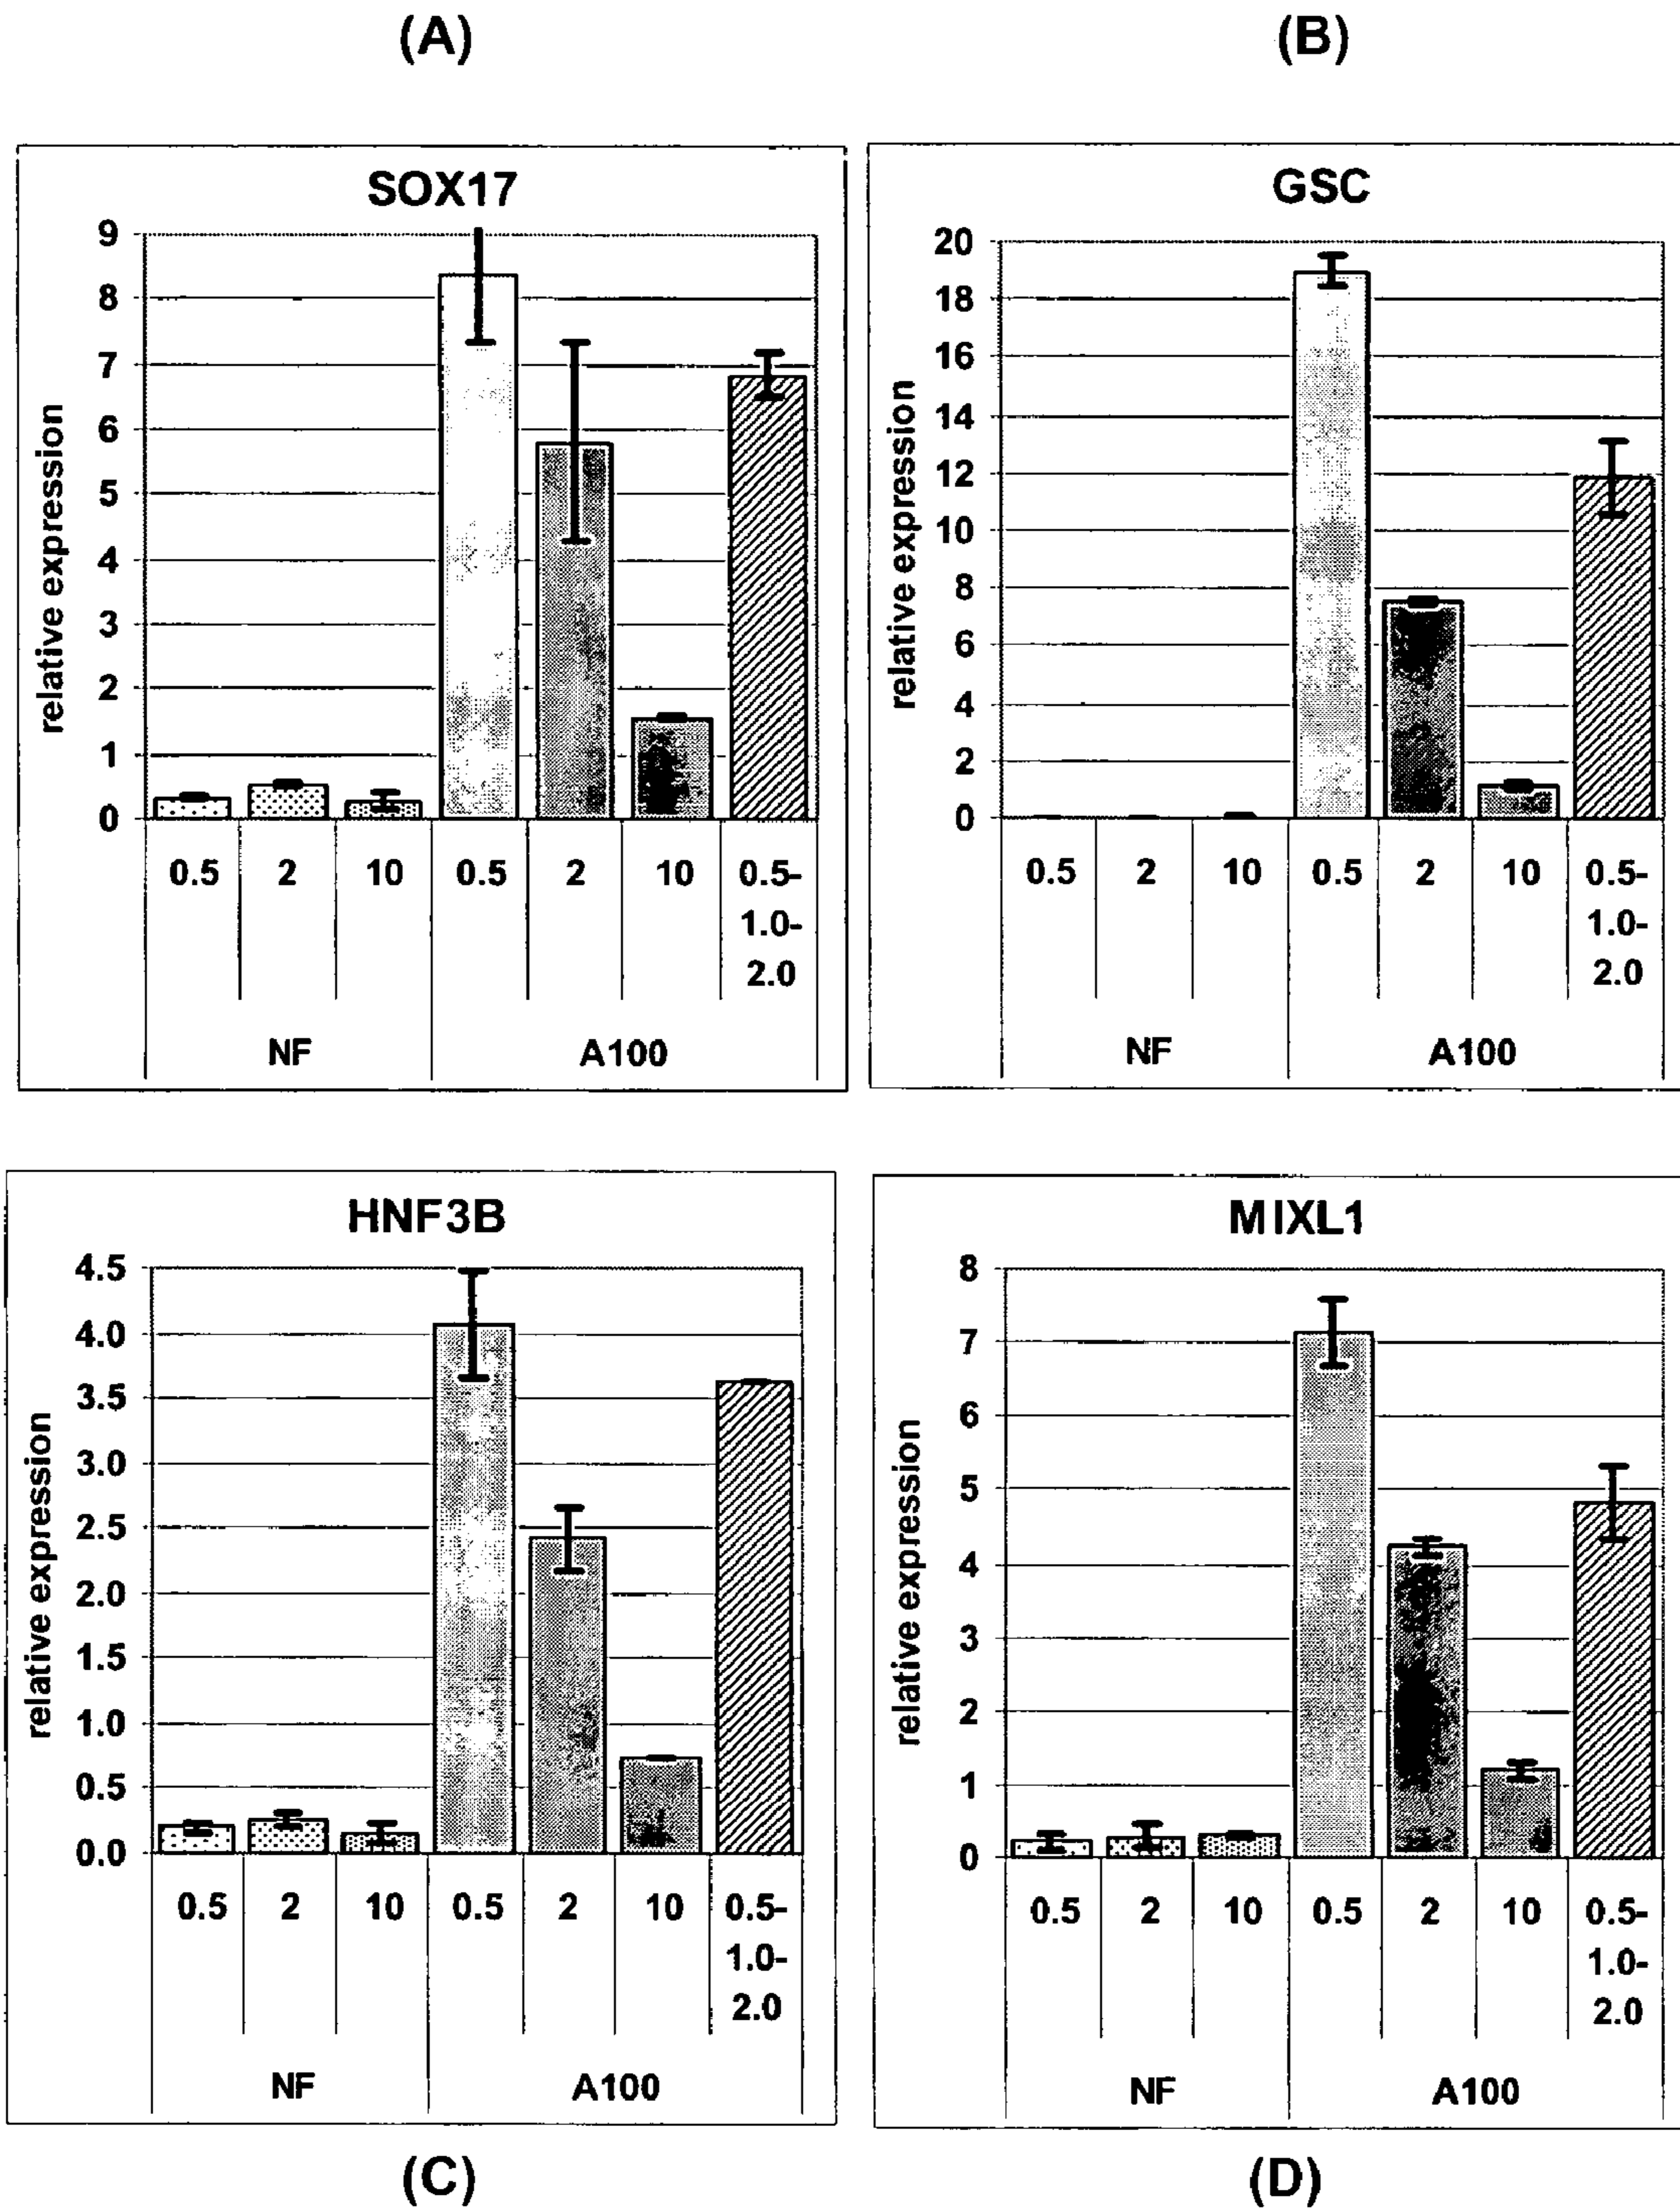 (A)
SOX17
relative expression
9
8
7
6
5
4
3
2
1
0
0.5 2 10 0.5 2 10 0.5-
1.0-
2.0
NF A100
(B)
GSC
relative expression
20
18
16
14
12
10
8
6
4
2
0
0.5 2 10 0.5 2 10 0.5-
1.0-
2.0
NF A100
HNF3B
relative expression
4.5
4.0
3.5
3.0
2.5
2.0
1.5
1.0
0.5
0.0
0.5 2 10 0.5 2 10 0.5-
1.0-
2.0
NF A100
(C)
MIXL1
relative expression
8
7
6
5
4
3
2
1
0
0.5 2 10 0.5 2 10 0.5-
1.0-
2.0
NF A100
(D)